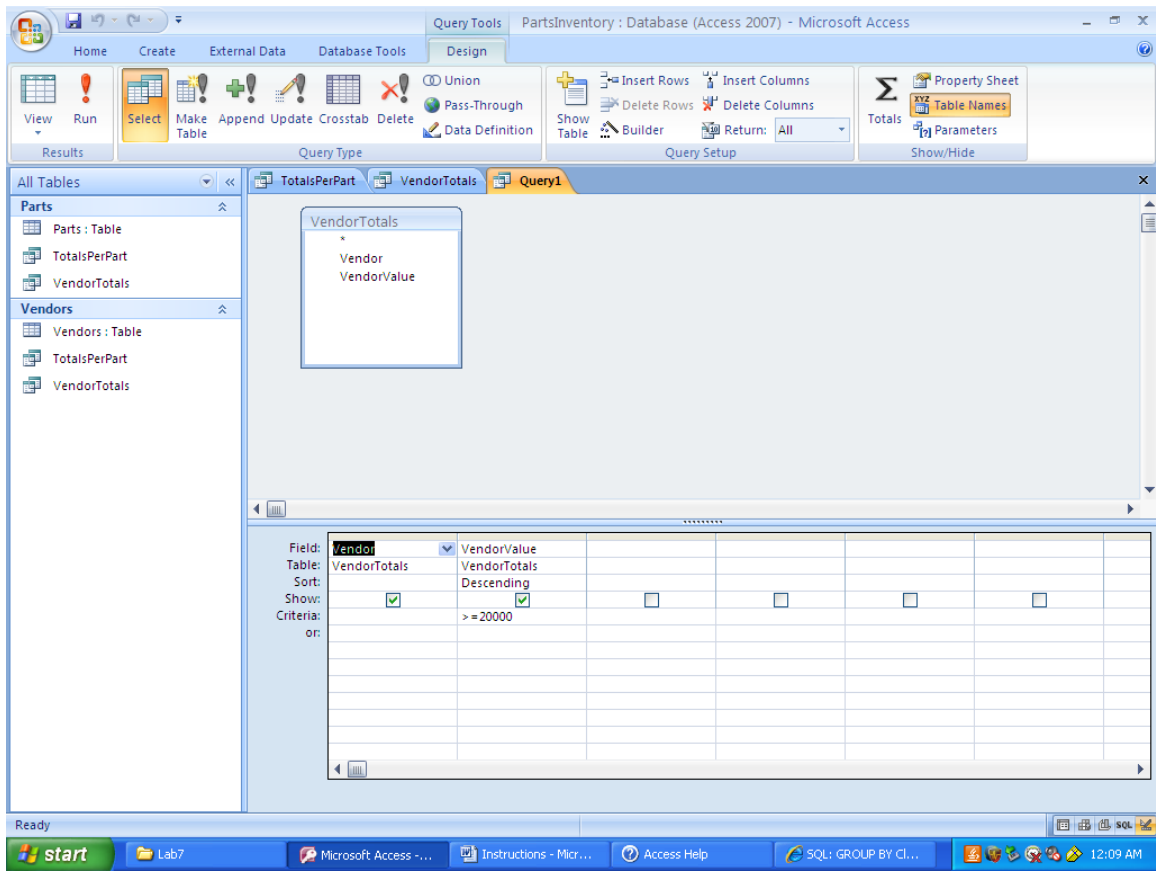 Query Tools PartsInventory : Database (Access 2007) - Microsoft Access
Home Create External Data Database Tools Design
View
Run
Select
Make Table
Append
Update
Crosstab
Delete
Union
Pass-Through
Data Definition
Show Table
Insert Rows
Delete Rows
Builder
Insert Columns
Delete Columns
Return: All
Totals
Property Sheet
Table Names
Parameters
Results Query Type Query Setup Show/Hide
All Tables
Parts
Parts : Table
TotalsPerPart
VendorTotals
Vendors
Vendors : Table
TotalsPerPart
VendorTotals
TotalsPerPart VendorTotals Query1
VendorTotals
*
Vendor
VendorValue
Field: Vendor VendorValue
Table: VendorTotals VendorTotals
Sort: Descending
Show:
Criteria: >=20000
or:
Ready
SQL
start Lab7 Microsoft Access -... Instructions - Micr... Access Help SQL: GROUP BY Cl... 12:09 AM